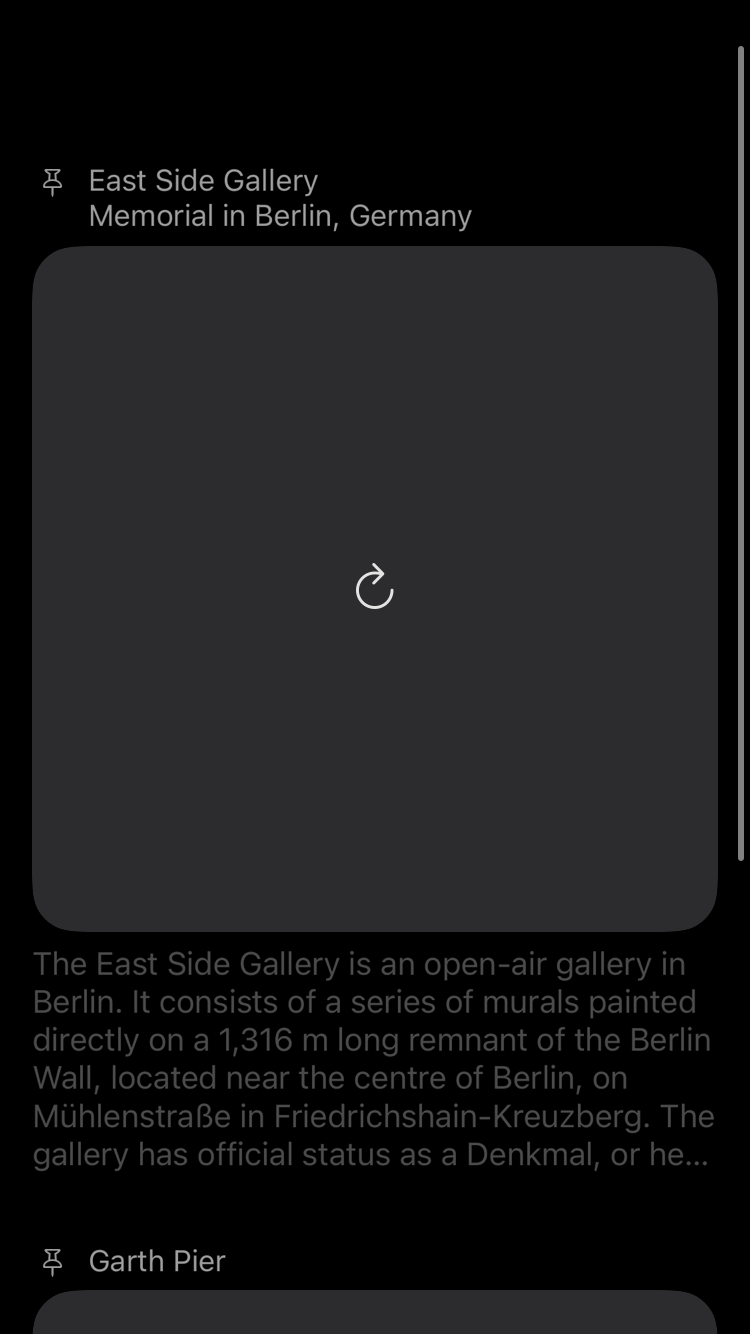 East Side Gallery
Memorial in Berlin, Germany
The East Side Gallery is an open-air gallery in
Berlin. It consists of a series of murals painted
directly on a 1,316 m long remnant of the Berlin
Wall, located near the centre of Berlin, on
Mühlenstraße in Friedrichshain-Kreuzberg. The
gallery has official status as a Denkmal, or he...
Garth Pier